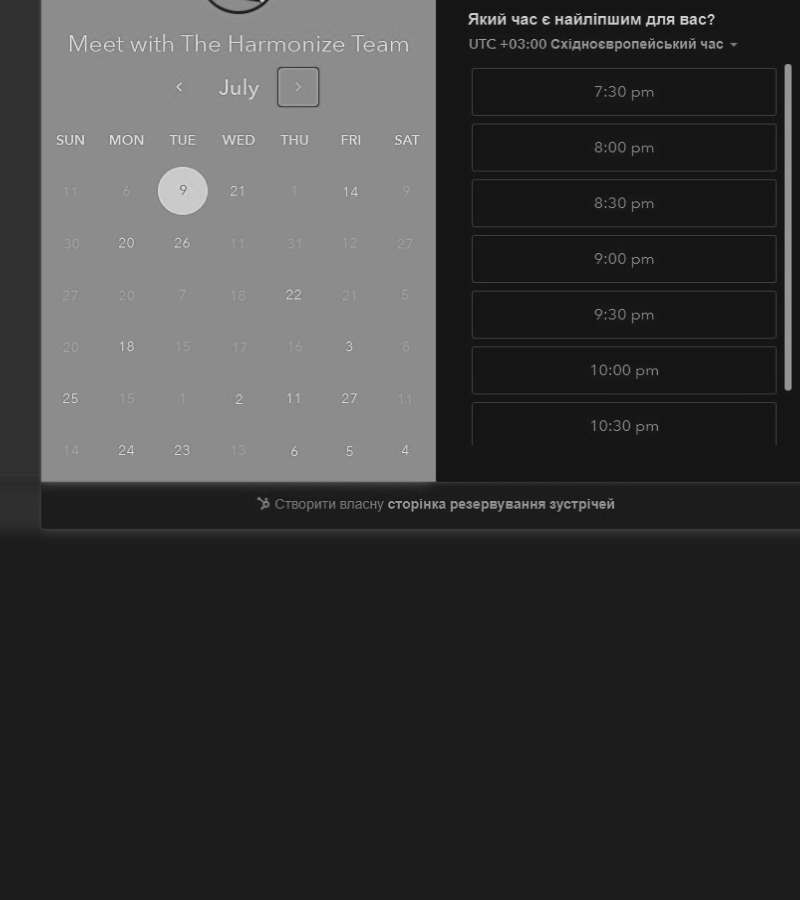 Meet with The Harmonize Team
July
SUN MON TUE WED THU FRI SAT
11 6 9 21 1 14 9
30 20 26 11 31 12 27
27 20 7 18 22 21 5
20 18 15 17 16 3 8
25 15 1 2 11 27 11
14 24 23 13 6 5 4
Який час є найліпшим для вас?
UTC +03:00 Східноєвропейський час
7:30 pm
8:00 pm
8:30 pm
9:00 pm
9:30 pm
10:00 pm
10:30 pm
Створити власну сторінка резервування зустрічей